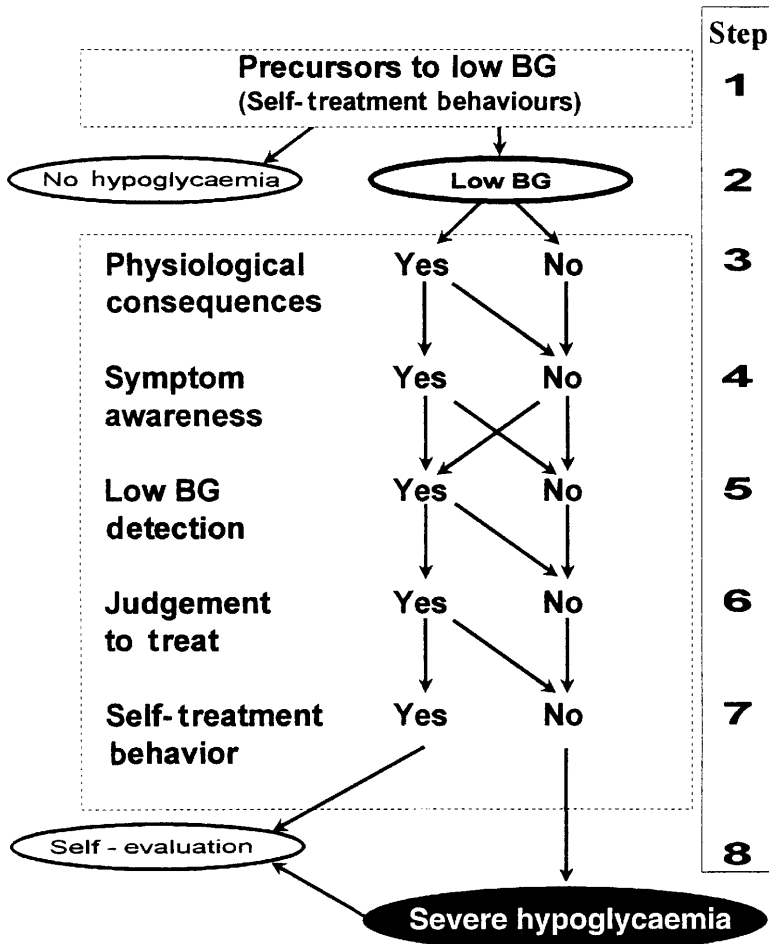 Step
Precursors to low BG
(Self-treatment behaviours)
1
No hypoglycaemia
Low BG
2
Physiological
consequences
Yes
No
3
Symptom
awareness
Yes
No
4
Low BG
detection
Yes
No
5
Judgement
to treat
Yes
No
6
Self-treatment
behavior
Yes
No
7
Self - evaluation
8
Severe hypoglycaemia